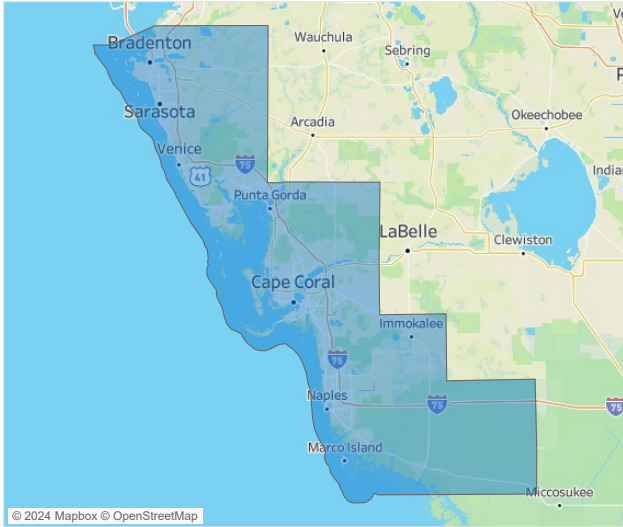 Bradenton
Wauchula
Sebring
Sarasota
Arcadia
Okeechobee
Venice
75
41
Punta Gorda
LaBelle
Clewiston
Cape Coral
Immokalee
75
Naples
75
75
Marco Island
Miccosukee
© 2024 Mapbox © OpenStreetMap